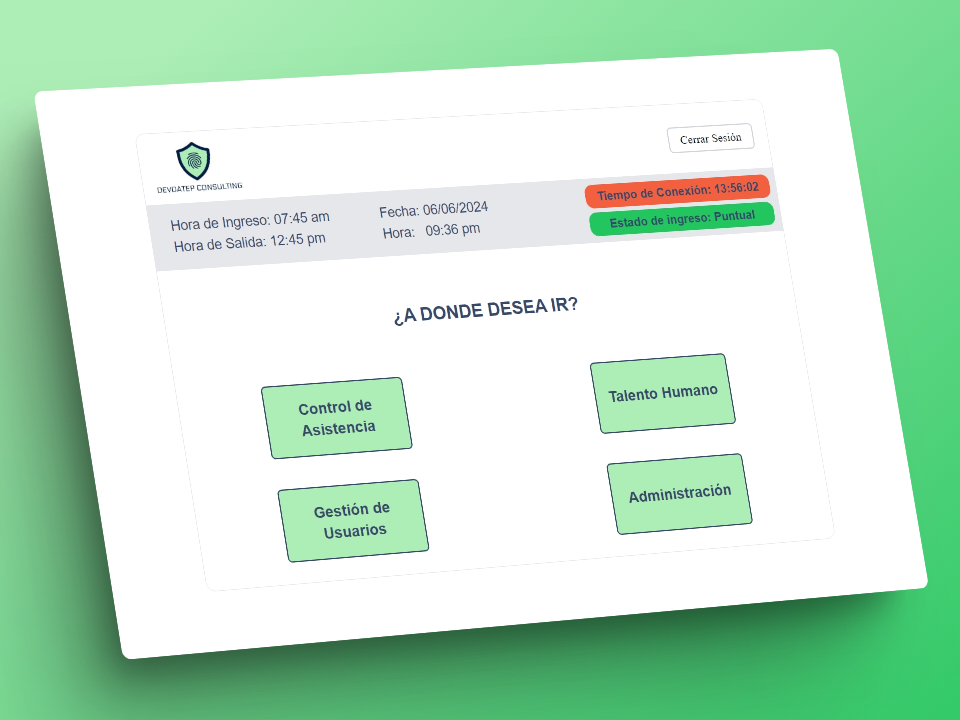 DEVDATEP CONSULTING
Cerrar Sesión
Hora de Ingreso: 07:45 am
Hora de Salida: 12:45 pm
Fecha: 06/06/2024
Hora: 09:36 pm
Tiempo de Conexión: 13:56:02
Estado de ingreso: Puntual
¿A DONDE DESEA IR?
Control de
Asistencia
Talento Humano
Gestión de
Usuarios
Administración